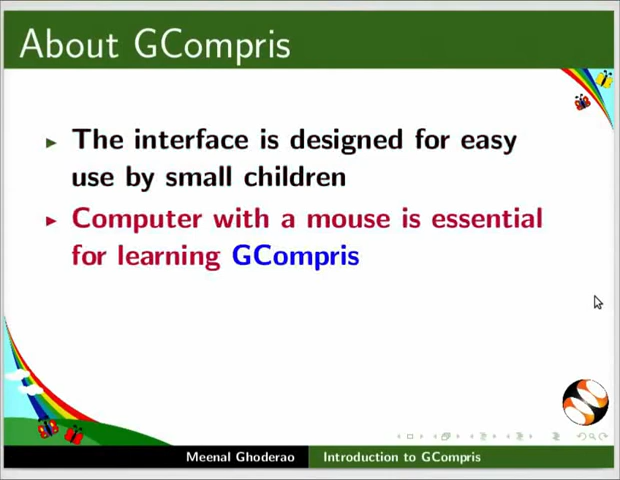 About GCompris
The interface is designed for easy
use by small children
Computer with a mouse is essential
for learning GCompris
Meenal Ghoderao
Introduction to GCompris